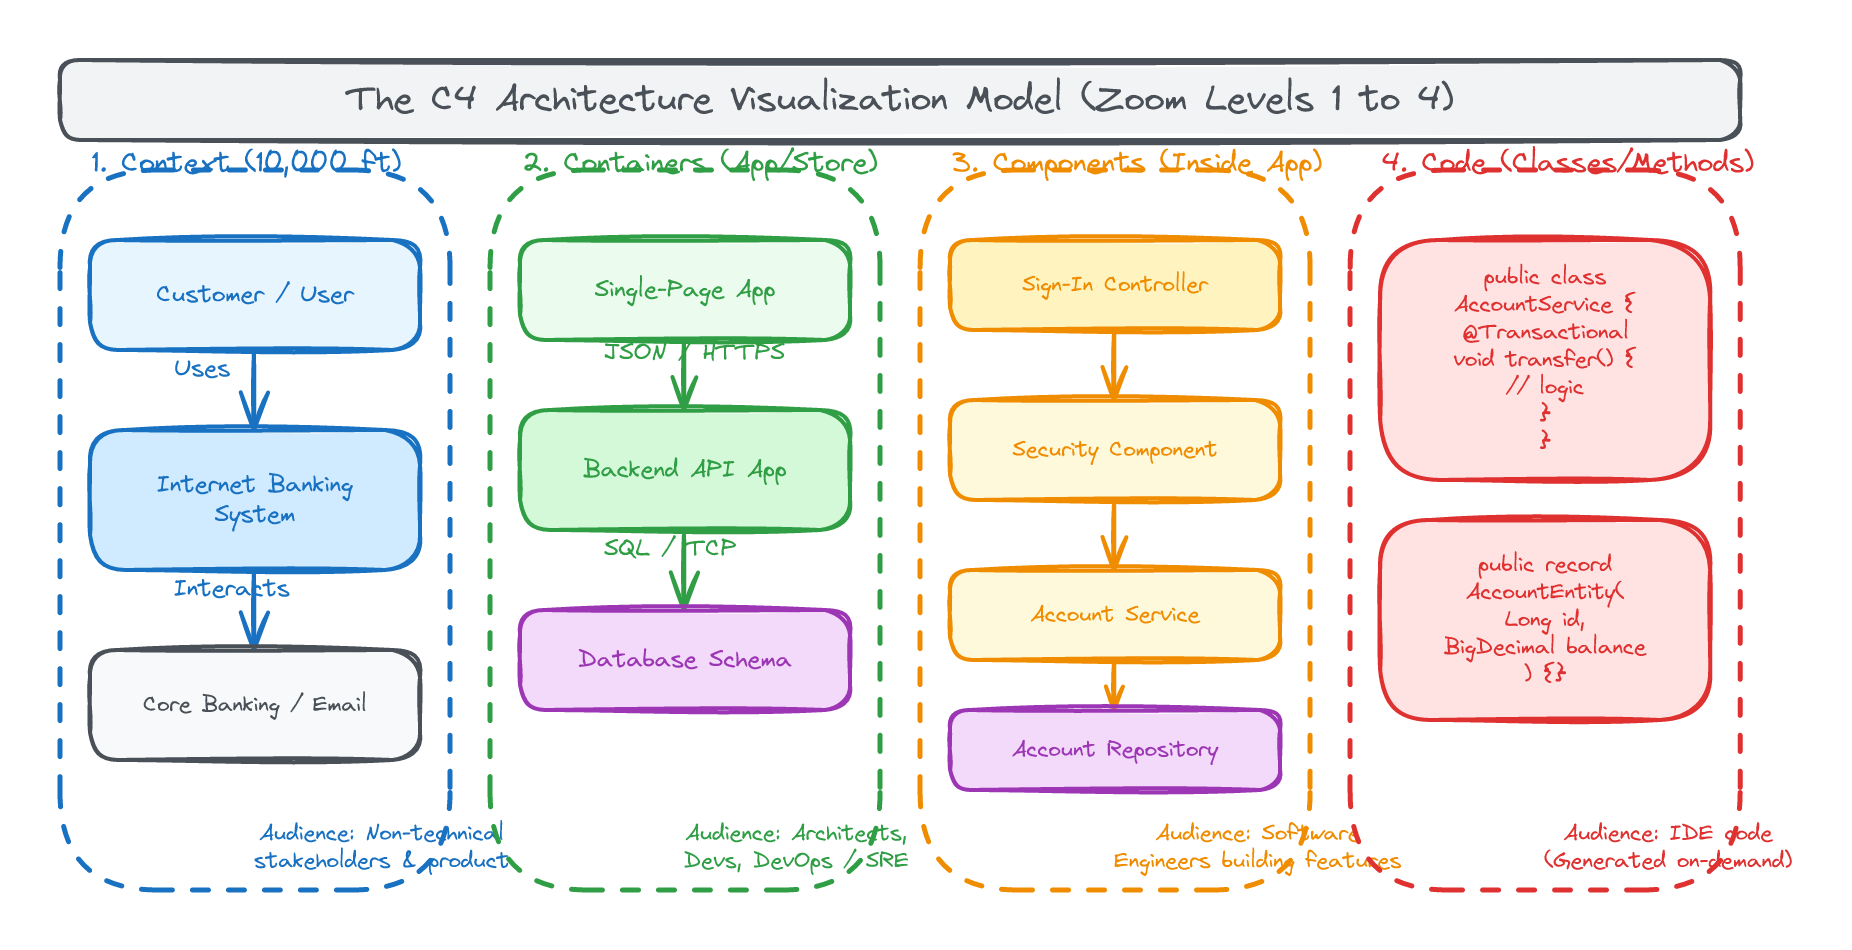 The C4 Architecture Visualization Model (Zoom Levels 1 to 4)
1. Context (10,000 ft)
Customer / User
Uses
Internet Banking
System
Interacts
Core Banking / Email
Audience: Non-technical
stakeholders & product
2. Containers (App/Store)
Single-Page App
JSON / HTTPS
Backend API App
SQL / TCP
Database Schema
Audience: Architects,
Devs, DevOps / SRE
3. Components (Inside App)
Sign-In Controller
Security Component
Account Service
Account Repository
Audience: Software
Engineers building features
4. Code (Classes/Methods)
public class
AccountService {
@Transactional
void transfer() {
// logic
}
}
public record
AccountEntity(
Long id,
BigDecimal balance
) {}
Audience: IDE code
(Generated on-demand)